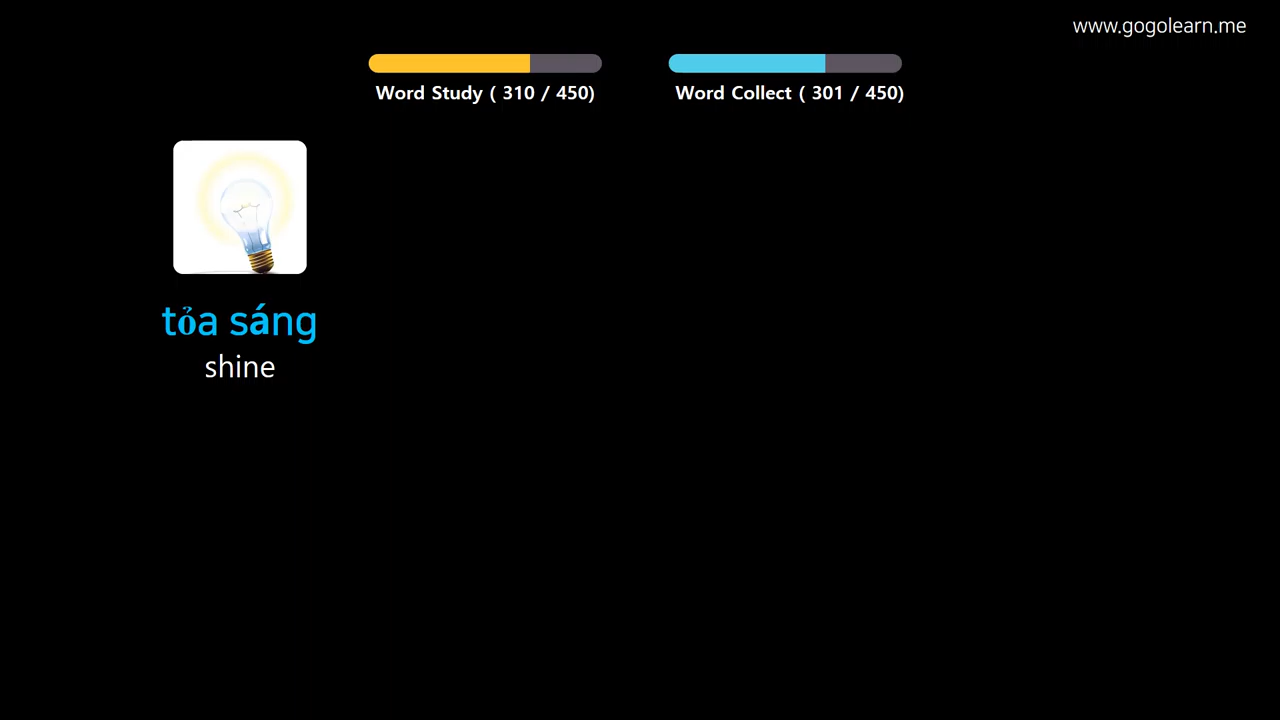 www.gogolearn.me
Word Study ( 310 / 450)
Word Collect ( 301 / 450)
tỏa sáng
shine